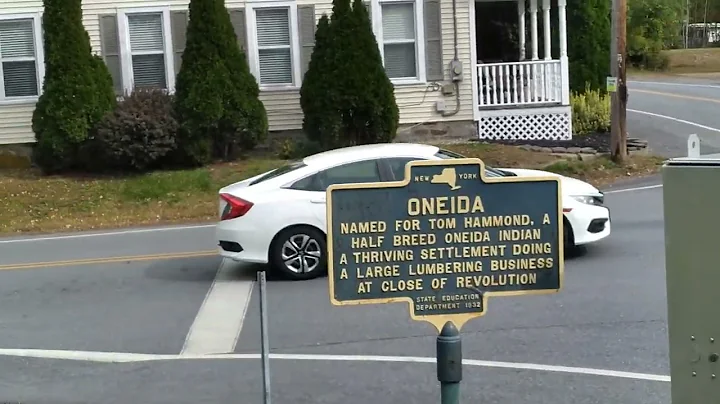 NEW YORK
ONEIDA
NAMED FOR TOM HAMMOND, A
HALF BREED ONEIDA INDIAN
A THRIVING SETTLEMENT DOING
A LARGE LUMBERING BUSINESS
AT CLOSE OF REVOLUTION
STATE EDUCATION
DEPARTMENT 1932